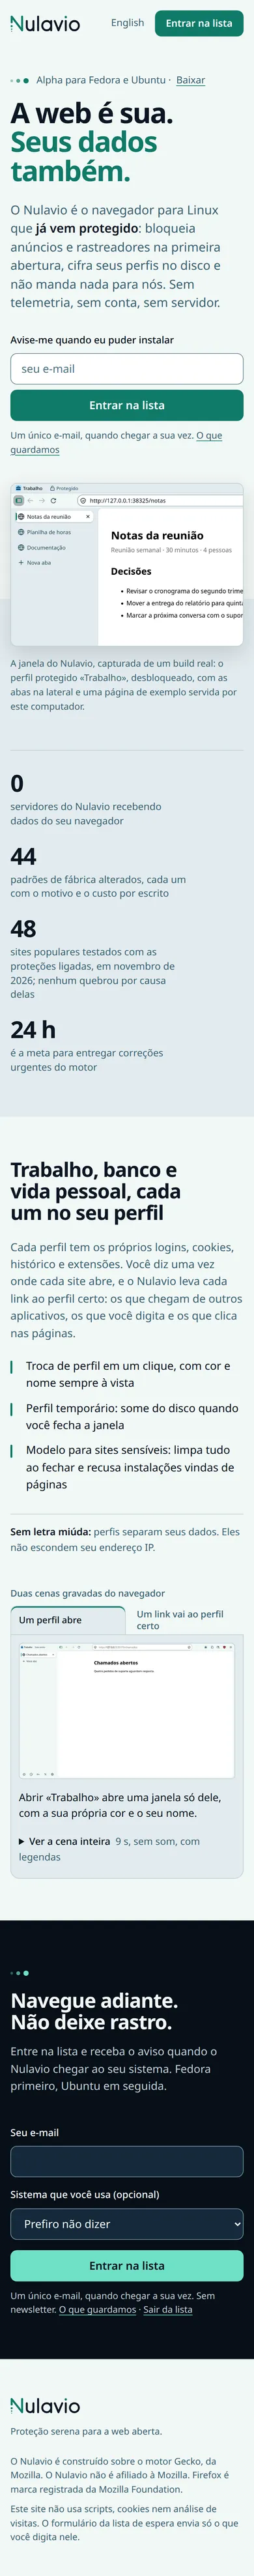 Nulavio
English
Entrar na lista
Alpha para Fedora e Ubuntu · Baixar
A web é sua.
Seus dados
também.
O Nulavio é o navegador para Linux
que já vem protegido: bloqueia
anúncios e rastreadores na primeira
abertura, cifra seus perfis no disco e
não manda nada para nós. Sem
telemetria, sem conta, sem servidor.
Avise-me quando eu puder instalar
seu e-mail
Entrar na lista
Um único e-mail, quando chegar a sua vez. O que
guardamos
Trabalho
Protegido
http://127.0.0.1:38325/notas
Notas da reunião
Planilha de horas
Documentação
Nova aba
Notas da reunião
Reunião semanal · 30 minutos · 4 pessoas
Decisões
Revisar o cronograma do segundo trime
Mover a entrega do relatório para quinta
Marcar a próxima conversa com o supor
A janela do Nulavio, capturada de um build real: o
perfil protegido «Trabalho», desbloqueado, com as
abas na lateral e uma página de exemplo servida por
este computador.
0
servidores do Nulavio recebendo
dados do seu navegador
44
padrões de fábrica alterados, cada um
com o motivo e o custo por escrito
48
sites populares testados com as
proteções ligadas, em novembro de
2026; nenhum quebrou por causa
delas
24 h
é a meta para entregar correções
urgentes do motor
Trabalho, banco e
vida pessoal, cada
um no seu perfil
Cada perfil tem os próprios logins, cookies,
histórico e extensões. Você diz uma vez
onde cada site abre, e o Nulavio leva cada
link ao perfil certo: os que chegam de outros
aplicativos, os que você digita e os que clica
nas páginas.
Troca de perfil em um clique, com cor e
nome sempre à vista
Perfil temporário: some do disco quando
você fecha a janela
Modelo para sites sensíveis: limpa tudo
ao fechar e recusa instalações vindas de
páginas
Sem letra miúda: perfis separam seus dados. Eles
não escondem seu endereço IP.
Duas cenas gravadas do navegador
Um perfil abre
Um link vai ao perfil
certo
Chamados abertos
Abrir «Trabalho» abre uma janela só dele,
com a sua própria cor e o seu nome.
Ver a cena inteira 9 s, sem som, com
legendas
Navegue adiante.
Não deixe rastro.
Entre na lista e receba o aviso quando o
Nulavio chegar ao seu sistema. Fedora
primeiro, Ubuntu em seguida.
Seu e-mail
Sistema que você usa (opcional)
Prefiro não dizer
Entrar na lista
Um único e-mail, quando chegar a sua vez. Sem
newsletter. O que guardamos · Sair da lista
Nulavio
Proteção serena para a web aberta.
O Nulavio é construído sobre o motor Gecko, da
Mozilla. O Nulavio não é afiliado à Mozilla. Firefox é
marca registrada da Mozilla Foundation.
Este site não usa scripts, cookies nem análise de
visitas. O formulário da lista de espera envia só o que
você digita nele.